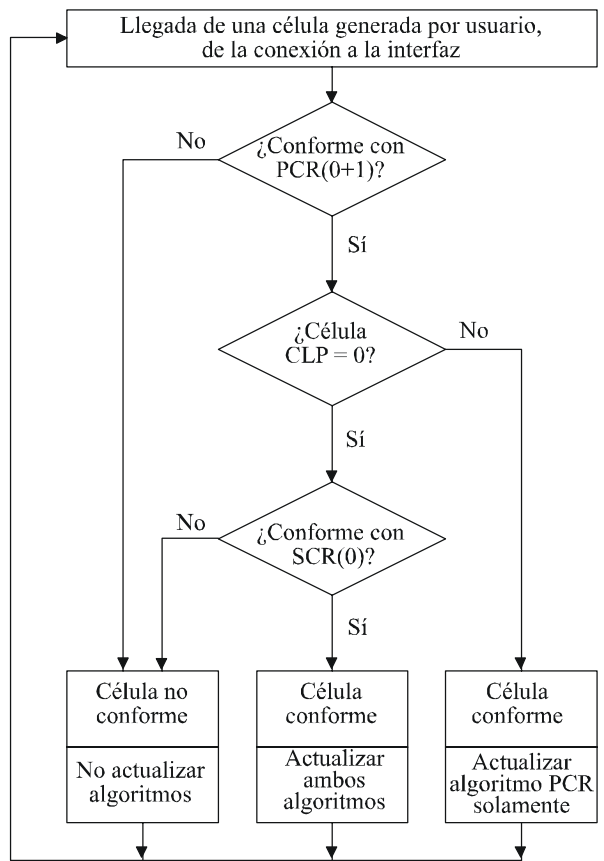 Llegada de una célula generada por usuario,
de la conexión a la interfaz
No
¿Conforme con
PCR(0+1)?
Sí
¿Célula
CLP = 0?
No
Sí
No
¿Conforme con
SCR(0)?
Sí
Célula no
conforme
No actualizar
algoritmos
Célula
conforme
Actualizar
ambos
algoritmos
Célula
conforme
Actualizar
algoritmo PCR
solamente